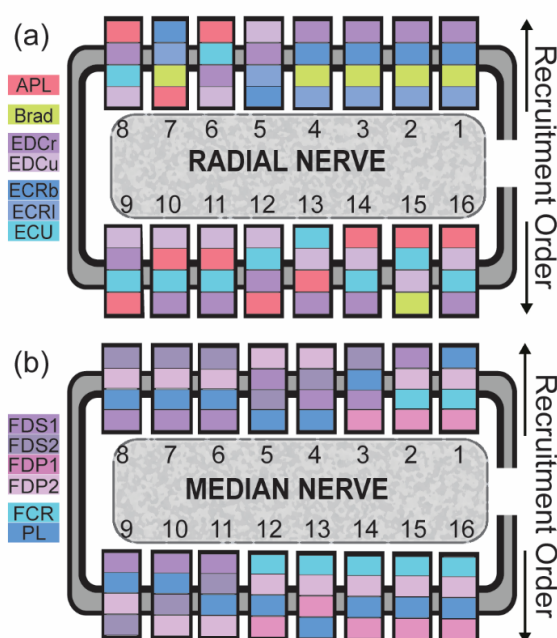 (a)
Recruitment Order
APL
Brad
EDCr
EDCu
ECRb
ECRl
ECU
8 7 6 5 4 3 2 1
RADIAL NERVE
9 10 11 12 13 14 15 16
Recruitment Order
(b)
Recruitment Order
FDS1
FDS2
FDP1
FDP2
FCR
PL
8 7 6 5 4 3 2 1
MEDIAN NERVE
9 10 11 12 13 14 15 16